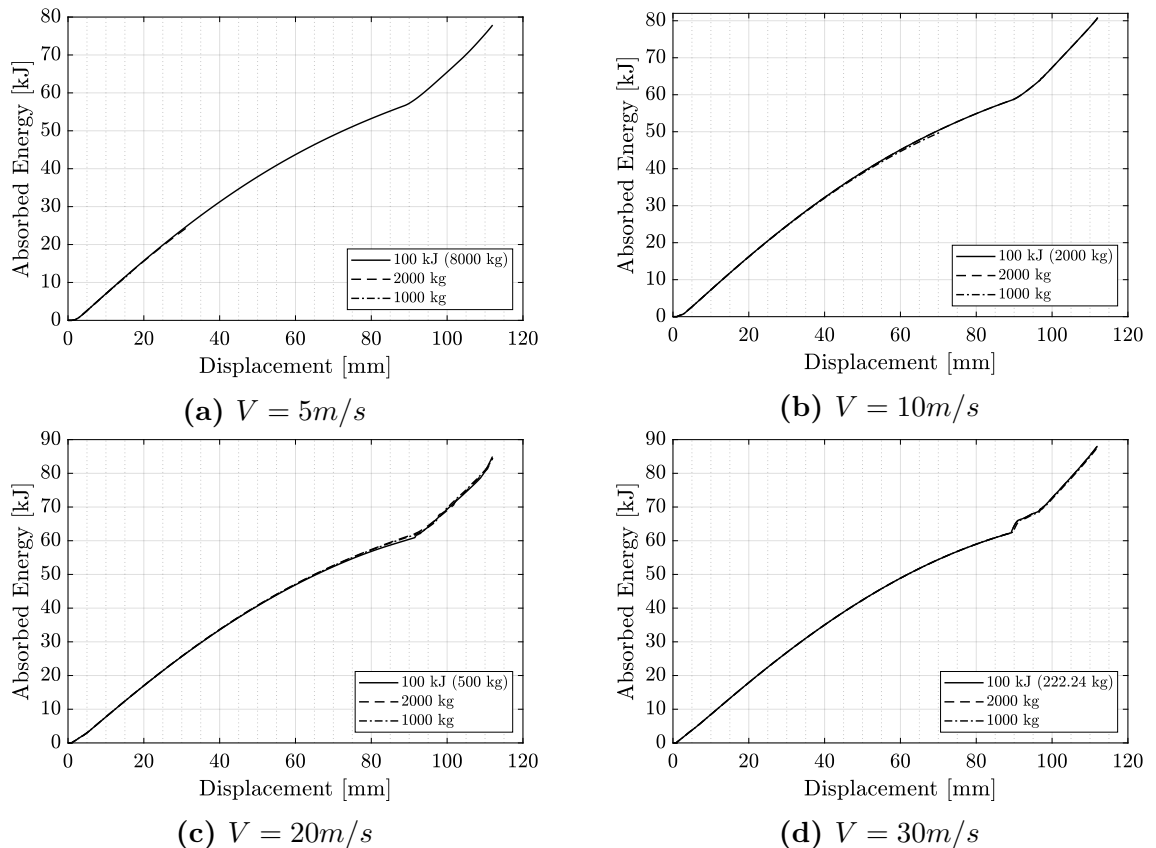 80
70
60
50
40
30
20
10
0
Absorbed Energy [kJ]
100 kJ (8000 kg)
2000 kg
1000 kg
0 20 40 60 80 100 120
Displacement [mm]
(a) V = 5m/s
80
70
60
50
40
30
20
10
0
Absorbed Energy [kJ]
100 kJ (2000 kg)
2000 kg
1000 kg
0 20 40 60 80 100 120
Displacement [mm]
(b) V = 10m/s
90
80
70
60
50
40
30
20
10
0
Absorbed Energy [kJ]
100 kJ (500 kg)
2000 kg
1000 kg
0 20 40 60 80 100 120
Displacement [mm]
(c) V = 20m/s
90
80
70
60
50
40
30
20
10
0
Absorbed Energy [kJ]
100 kJ (222.24 kg)
2000 kg
1000 kg
0 20 40 60 80 100 120
Displacement [mm]
(d) V = 30m/s